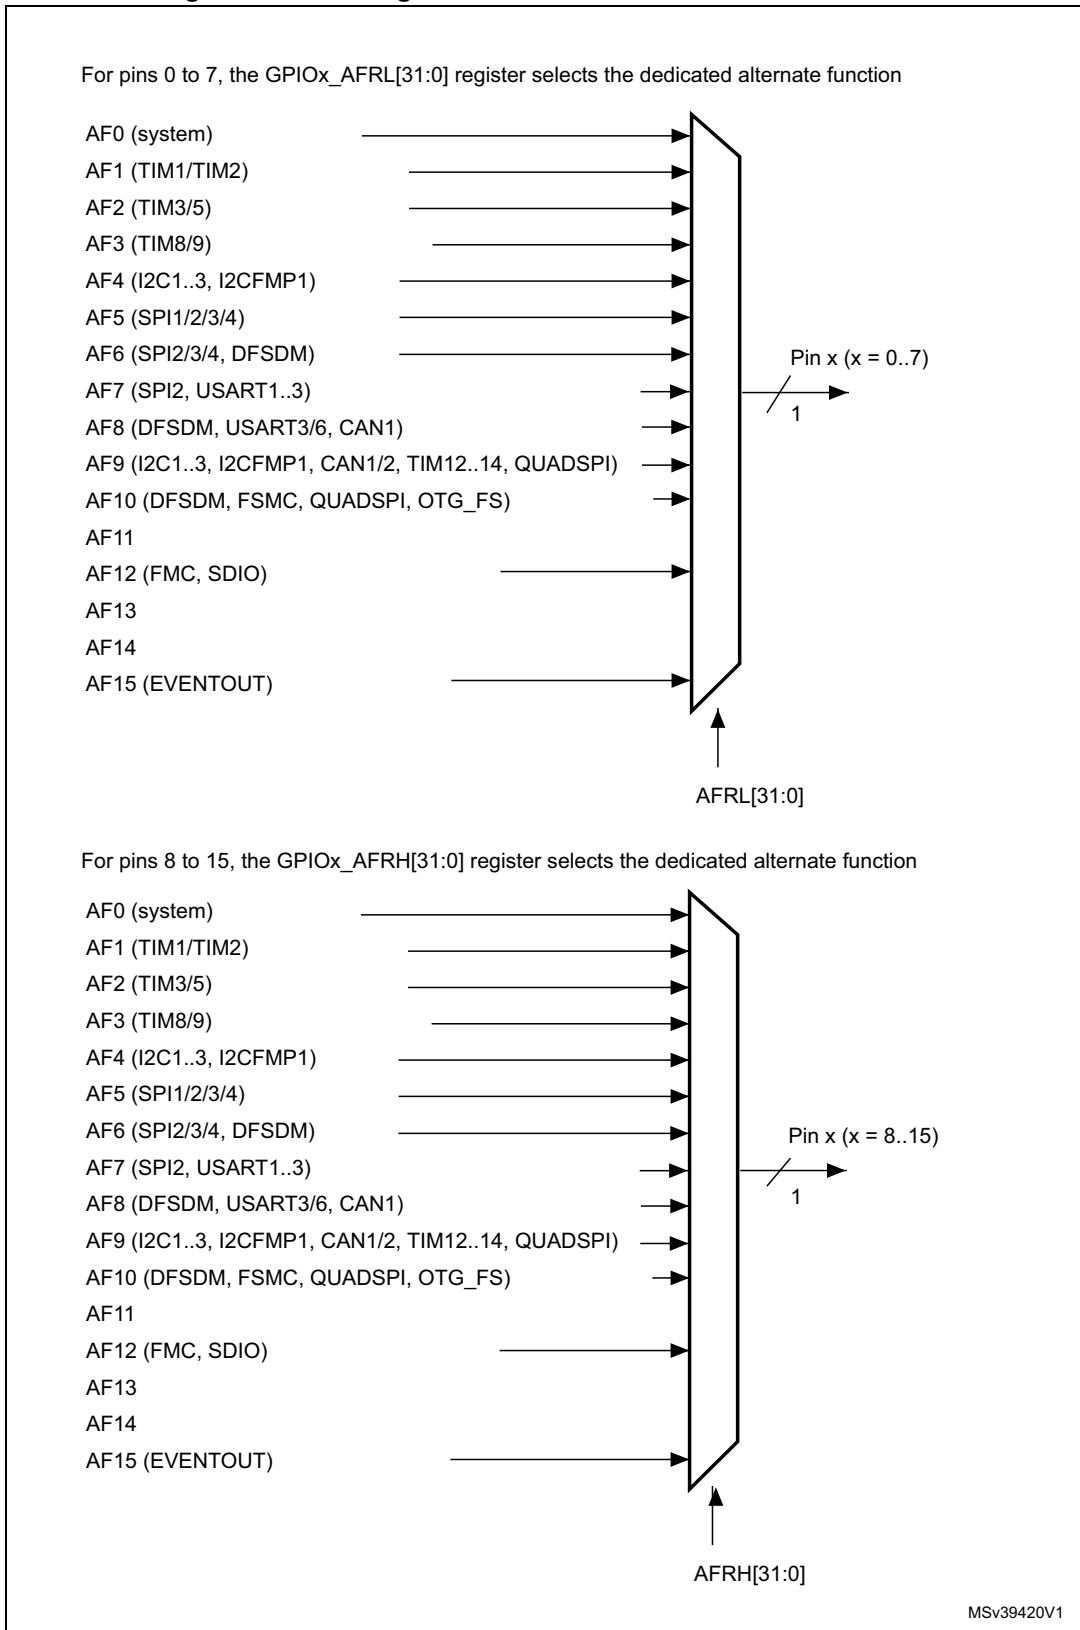 For pins 0 to 7, the GPIOx_AFRL[31:0] register selects the dedicated alternate function
AF0 (system)
AF1 (TIM1/TIM2)
AF2 (TIM3/5)
AF3 (TIM8/9)
AF4 (I2C1..3, I2CFMP1)
AF5 (SPI1/2/3/4)
AF6 (SPI2/3/4, DFSDM)
Pin x (x = 0..7)
AF7 (SPI2, USART1..3)
1
AF8 (DFSDM, USART3/6, CAN1)
AF9 (I2C1..3, I2CFMP1, CAN1/2, TIM12..14, QUADSPI)
AF10 (DFSDM, FSMC, QUADSPI, OTG_FS)
AF11
AF12 (FMC, SDIO)
AF13
AF14
AF15 (EVENTOUT)
AFRL[31:0]
For pins 8 to 15, the GPIOx_AFRH[31:0] register selects the dedicated alternate function
AF0 (system)
AF1 (TIM1/TIM2)
AF2 (TIM3/5)
AF3 (TIM8/9)
AF4 (I2C1..3, I2CFMP1)
AF5 (SPI1/2/3/4)
AF6 (SPI2/3/4, DFSDM)
Pin x (x = 8..15)
AF7 (SPI2, USART1..3)
1
AF8 (DFSDM, USART3/6, CAN1)
AF9 (I2C1..3, I2CFMP1, CAN1/2, TIM12..14, QUADSPI)
AF10 (DFSDM, FSMC, QUADSPI, OTG_FS)
AF11
AF12 (FMC, SDIO)
AF13
AF14
AF15 (EVENTOUT)
AFRH[31:0]
MSv39420V1